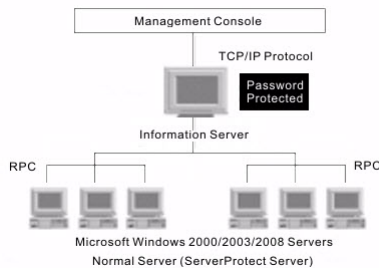 Management Console
TCP/IP Protocol
Password
Protected
Information Server
RPC
RPC
Microsoft Windows 2000/2003/2008 Servers
Normal Server (ServerProtect Server)